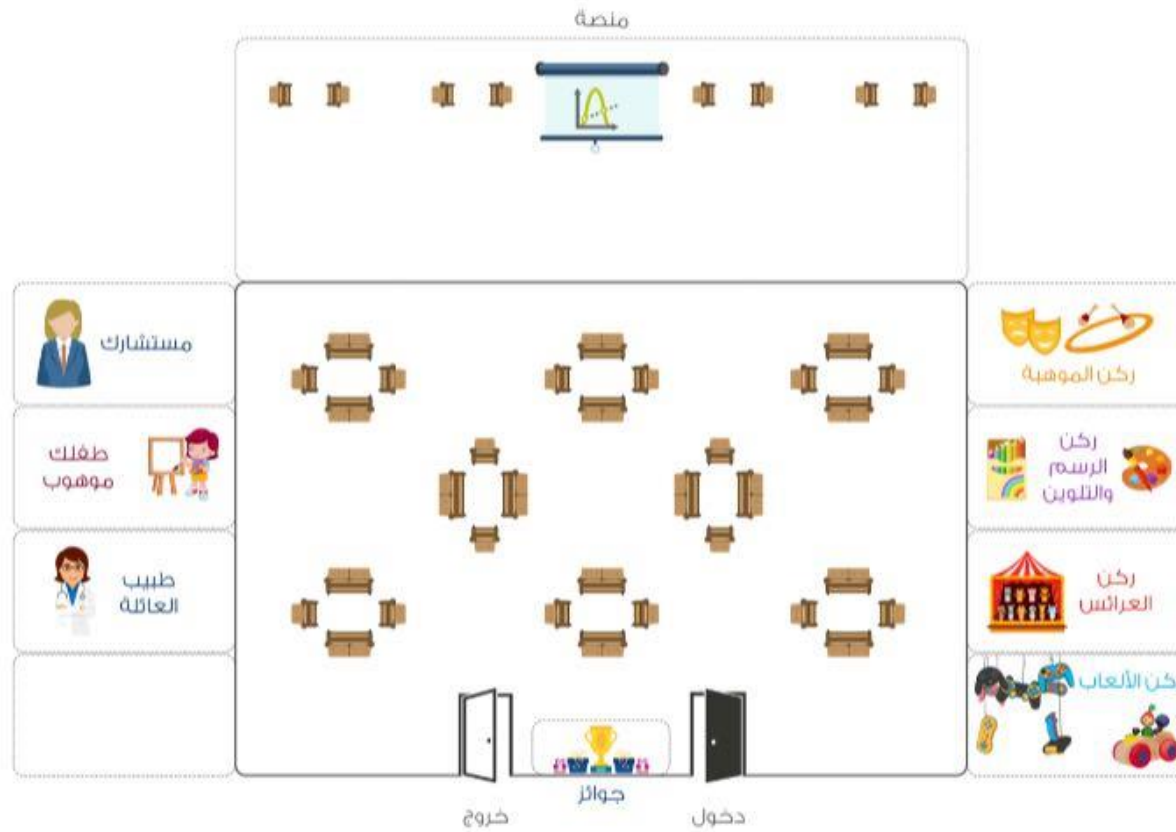 منصة
ركن الموهبة
ركن
الرسم
والتلوين
ركن
العرائس
كن الألعاب
مستشارك
طفلك
موهوب
طبيب
العائلة
جوائز
دخول
خروج